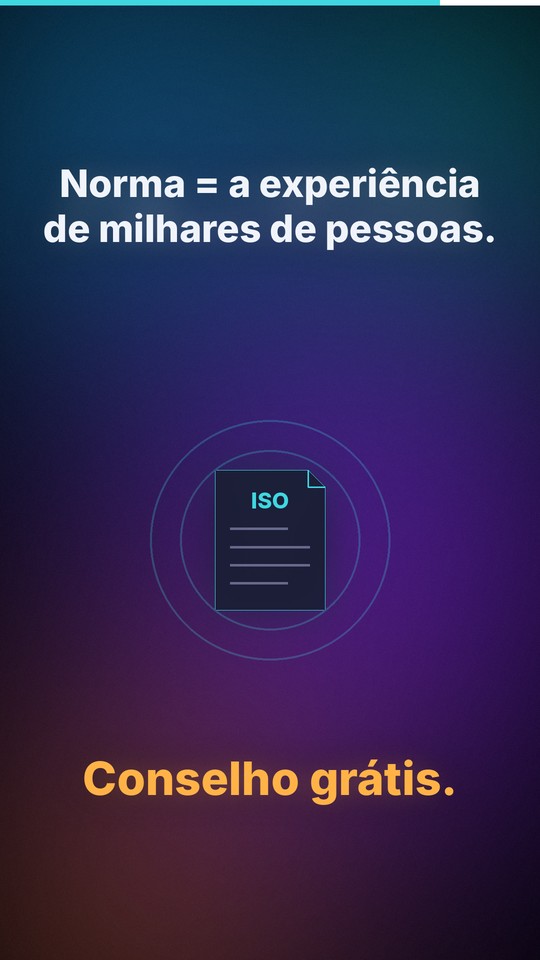 Norma = a experiência
de milhares de pessoas.
ISO
Conselho grátis.